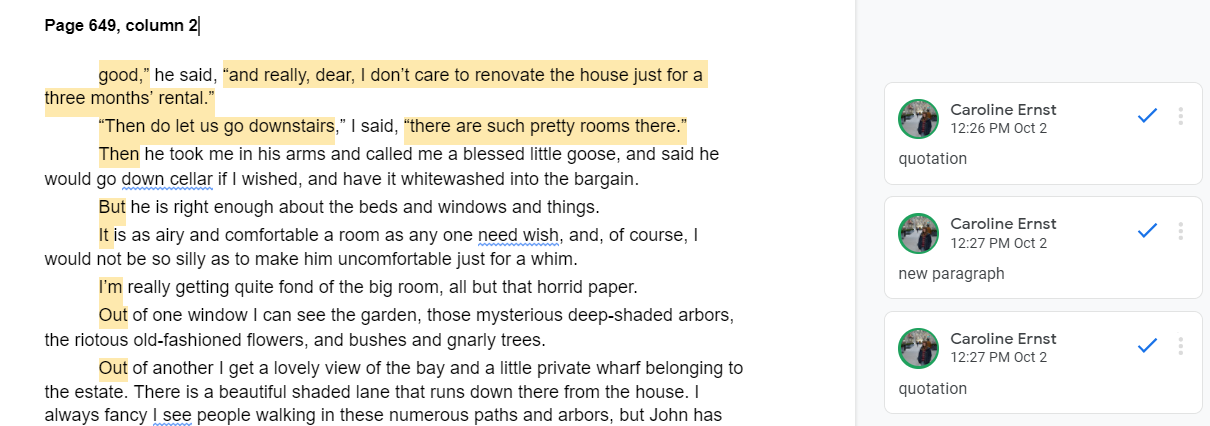 Page 649, column 2
good,” he said, “and really, dear, I don’t care to renovate the house just for a
three months’ rental.”
“Then do let us go downstairs,” I said, “there are such pretty rooms there.”
Then he took me in his arms and called me a blessed little goose, and said he
would go down cellar if I wished, and have it whitewashed into the bargain.
But he is right enough about the beds and windows and things.
It is as airy and comfortable a room as any one need wish, and, of course, I
would not be so silly as to make him uncomfortable just for a whim.
I’m really getting quite fond of the big room, all but that horrid paper.
Out of one window I can see the garden, those mysterious deep-shaded arbors,
the riotous old-fashioned flowers, and bushes and gnarly trees.
Out of another I get a lovely view of the bay and a little private wharf belonging to
the estate. There is a beautiful shaded lane that runs down there from the house. I
always fancy I see people walking in these numerous paths and arbors, but John has
Caroline Ernst
12:26 PM Oct 2
quotation
Caroline Ernst
12:27 PM Oct 2
new paragraph
Caroline Ernst
12:27 PM Oct 2
quotation